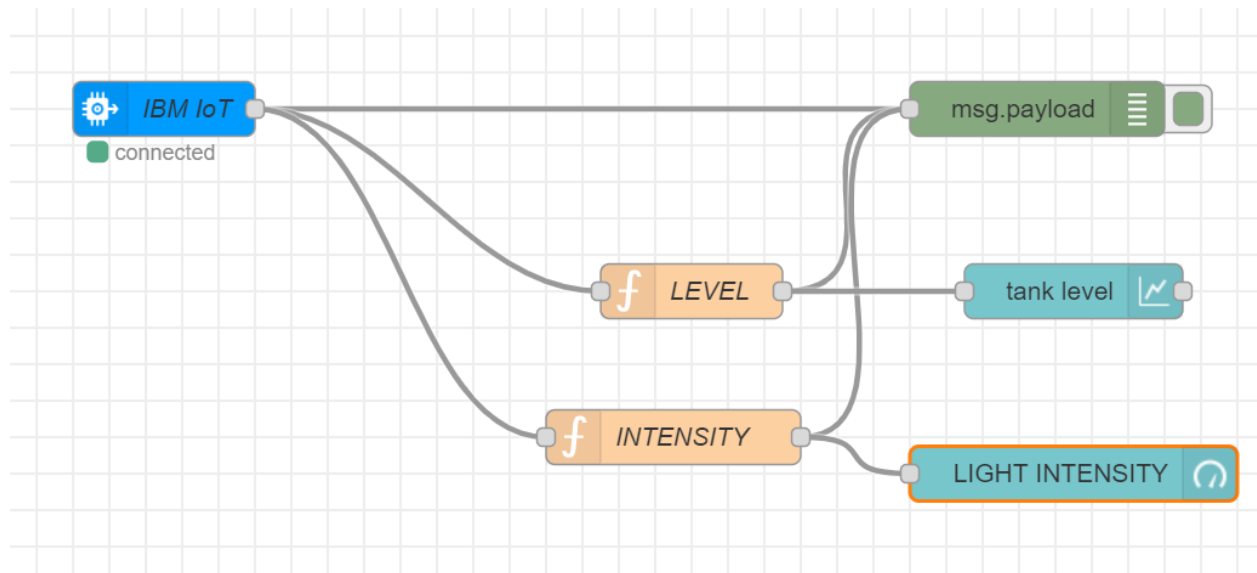 IBM IoT
msg.payload
connected
LEVEL
tank level
INTENSITY
LIGHT INTENSITY